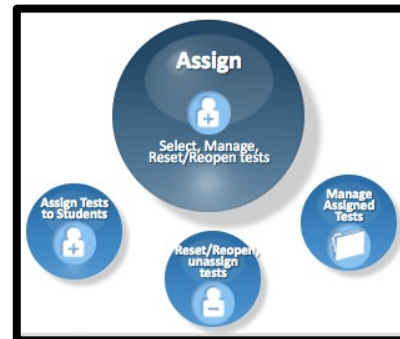 Assign
Select, Manage,
Reset/Reopen tests
Assign Tests
to Students
Reset/Reopen,
unassign
tests
Manage
Assigned
Tests